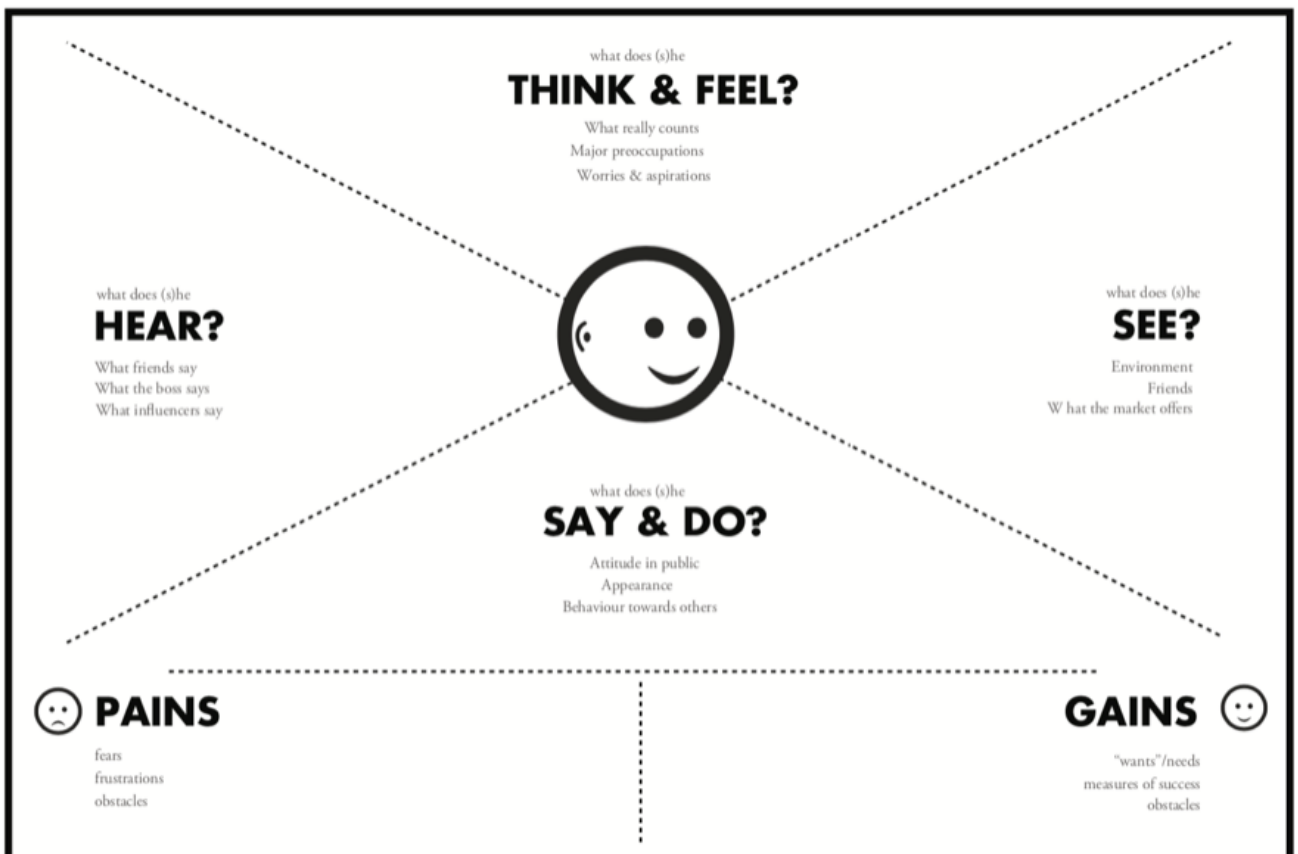 what does (s)he
THINK & FEEL?
What really counts
Major preoccupations
Worries & aspirations
what does (s)he
HEAR?
What friends say
What the boss says
What influencers say
what does (s)he
SEE?
Environment
Friends
W hat the market offers
what does (s)he
SAY & DO?
Attitude in public
Appearance
Behaviour towards others
PAINS
fears
frustrations
obstacles
GAINS
“wants”/needs
measures of success
obstacles